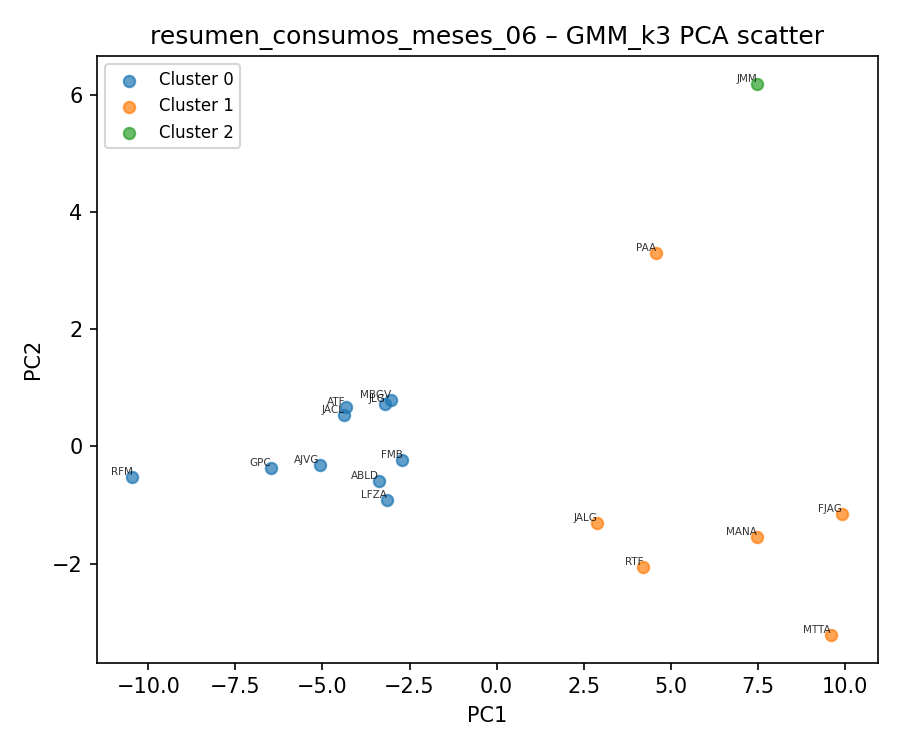 resumen_consumos_meses_06 – GMM_k3 PCA scatter
Cluster 0
Cluster 1
Cluster 2
JMM
PAA
MBGV
JLG
ATF
JACL
FMB
AJVG
GPC
RFM
ABLD
LFZA
JALG
FJAG
MANA
RTF
MTTA
6
4
2
0
−2
PC2
−10.0 −7.5 −5.0 −2.5 0.0 2.5 5.0 7.5 10.0
PC1